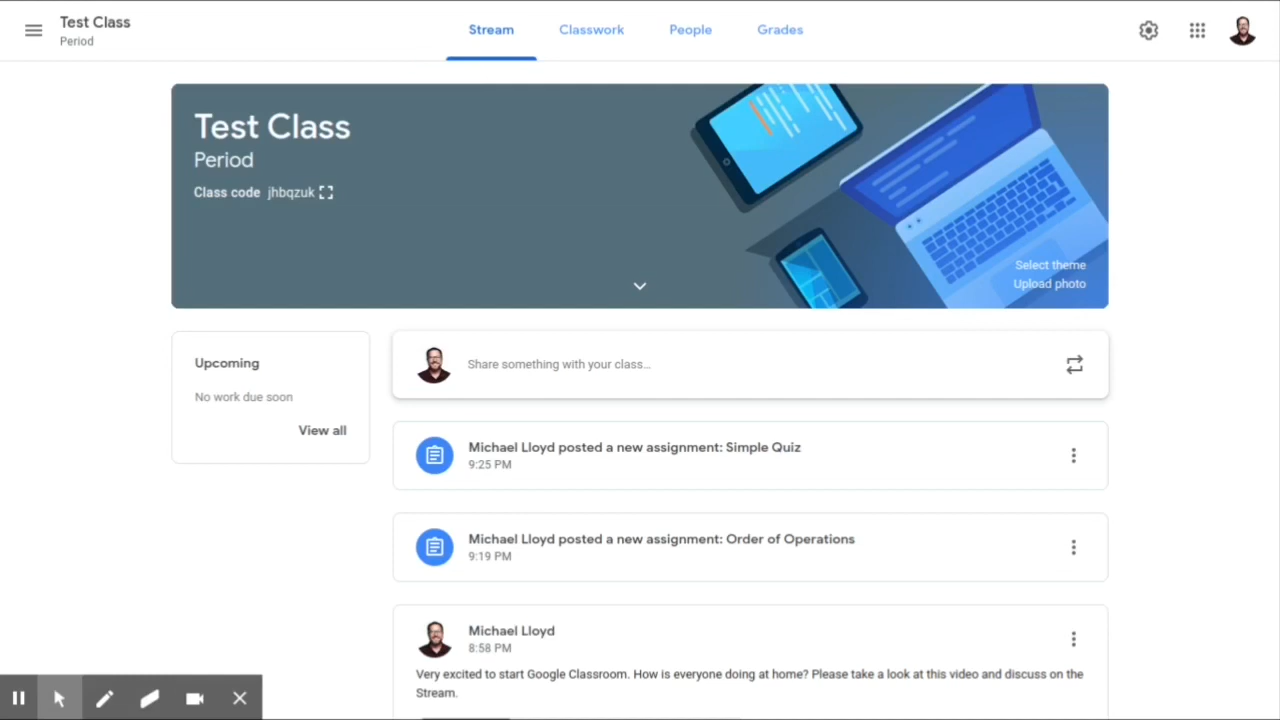 Test Class
Period
Stream
Classwork
People
Grades
Test Class
Period
Class code jhbqzuk
Select theme
Upload photo
Upcoming
No work due soon
View all
Share something with your class...
Michael Lloyd posted a new assignment: Simple Quiz
9:25 PM
Michael Lloyd posted a new assignment: Order of Operations
9:19 PM
Michael Lloyd
8:58 PM
Very excited to start Google Classroom. How is everyone doing at home? Please take a look at this video and discuss on the
Stream.